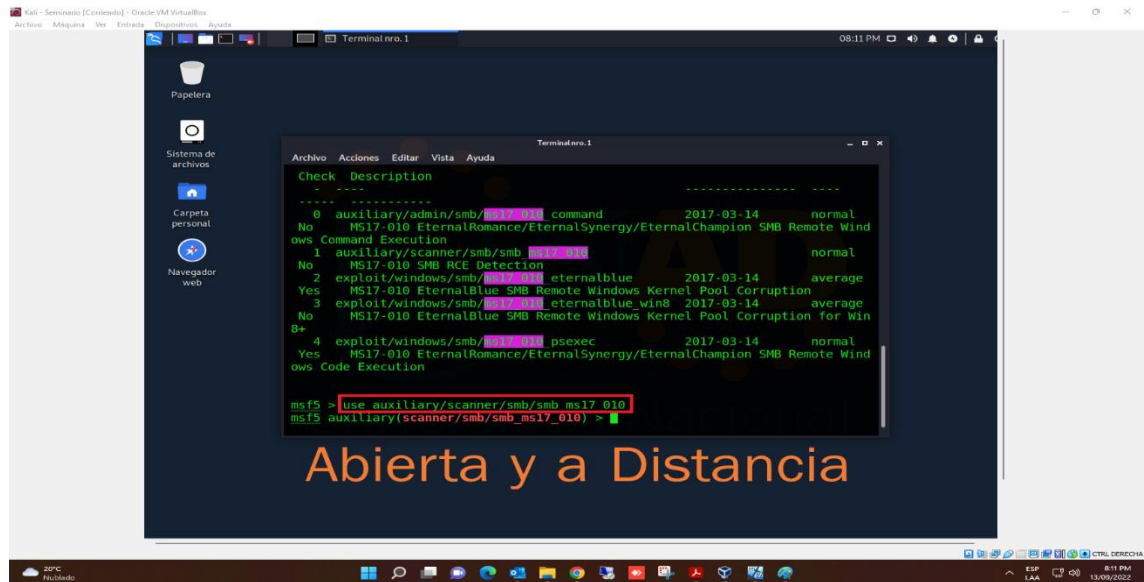 Kali - Seminario [Corriendo] - Oracle VM VirtualBox
Archivo Máquina Ver Entrada Dispositivos Ayuda
Terminal nro. 1
08:11 PM
Papelera
Sistema de
archivos
Carpeta
personal
Navegador
web
Terminal nro. 1
Archivo Acciones Editar Vista Ayuda
Check Description
- ---- --------------- ----
----- -----------
0 auxiliary/admin/smb/ms17_010_command 2017-03-14 normal
No MS17-010 EternalRomance/EternalSynergy/EternalChampion SMB Remote Wind
ows Command Execution
1 auxiliary/scanner/smb/smb_ms17_010 normal
No MS17-010 SMB RCE Detection
2 exploit/windows/smb/ms17_010_eternalblue 2017-03-14 average
Yes MS17-010 EternalBlue SMB Remote Windows Kernel Pool Corruption
3 exploit/windows/smb/ms17_010_eternalblue_win8 2017-03-14 average
No MS17-010 EternalBlue SMB Remote Windows Kernel Pool Corruption for Win
8+
4 exploit/windows/smb/ms17_010_psexec 2017-03-14 normal
Yes MS17-010 EternalRomance/EternalSynergy/EternalChampion SMB Remote Wind
ows Code Execution
msf5 > use auxiliary/scanner/smb/smb_ms17_010
msf5 auxiliary(scanner/smb/smb_ms17_010) >
Abierta y a Distancia
CTRL DERECHA
20°C
Nublado
ESP
LAA
8:11 PM
13/09/2022